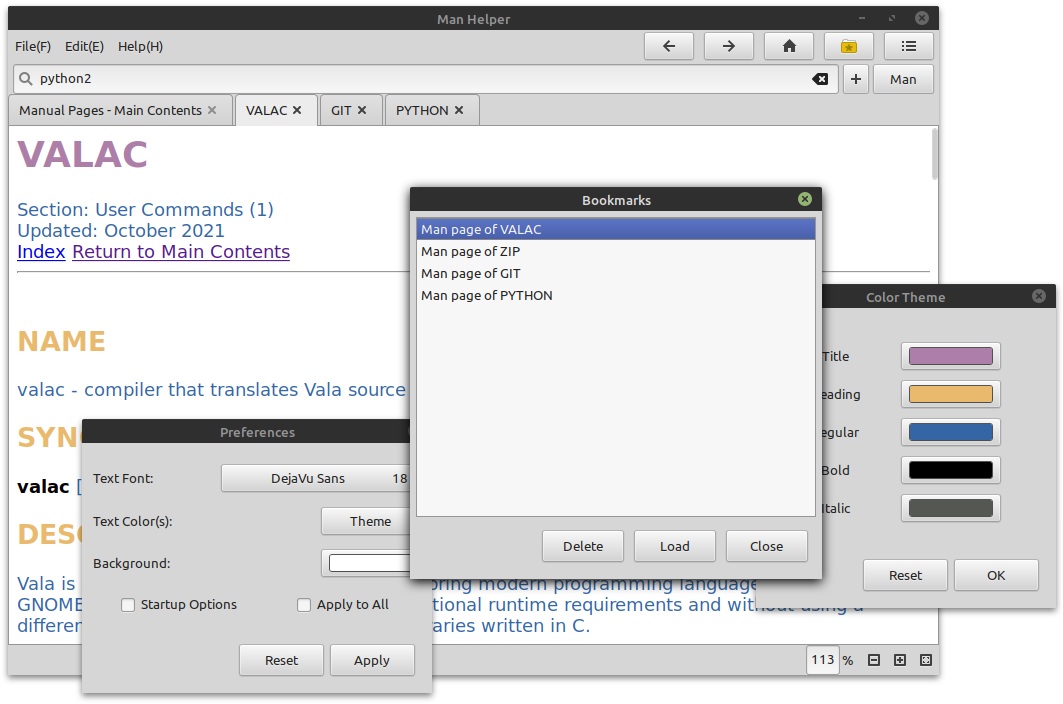 Man Helper
File(F) Edit(E) Help(H)
python2
Man
Manual Pages - Main Contents
VALAC
GIT
PYTHON
VALAC
Section: User Commands (1)
Updated: October 2021
Index Return to Main Contents
NAME
valac - compiler that translates Vala source
SYN
valac [
DESC
Vala is
oring modern programming language
GNOME
tional runtime requirements and without using a
differen
aries written in C.
113 %
Bookmarks
Man page of VALAC
Man page of ZIP
Man page of GIT
Man page of PYTHON
Delete Load Close
Color Theme
Title
eading
egular
Bold
Italic
Reset OK
Preferences
Text Font: DejaVu Sans 18
Text Color(s): Theme
Background:
Startup Options Apply to All
Reset Apply